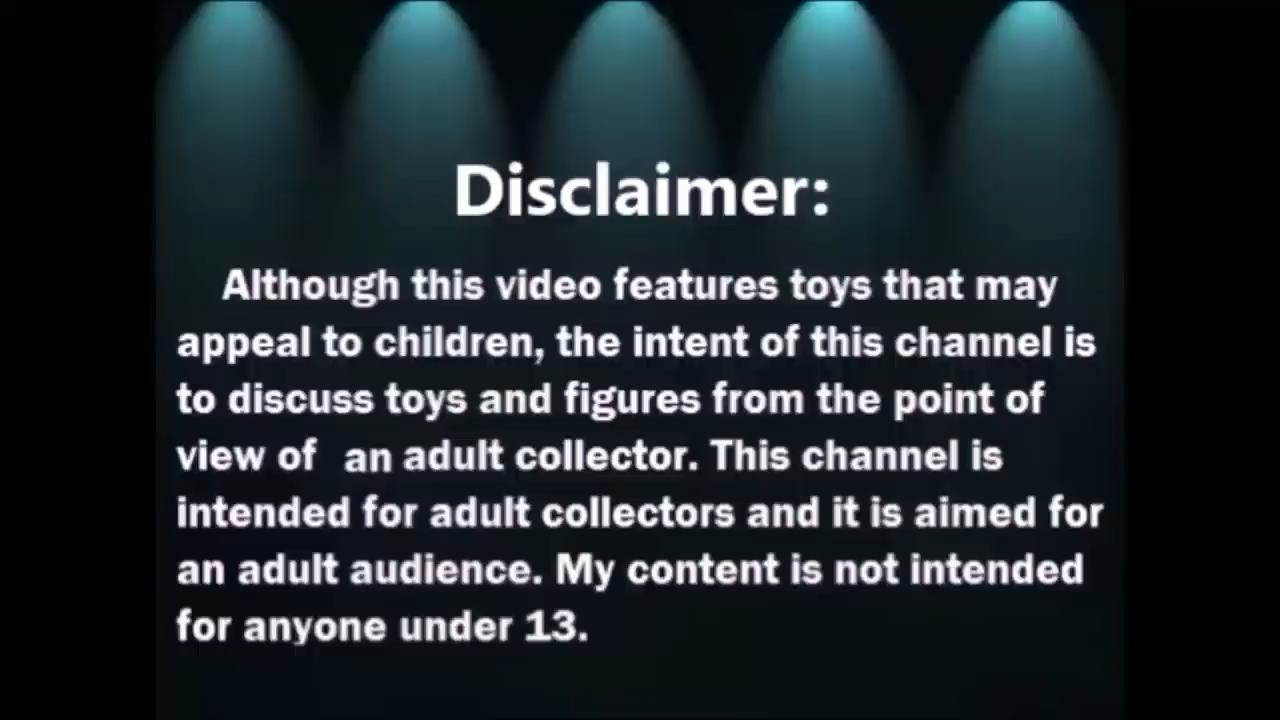 Disclaimer:
Although this video features toys that may
appeal to children, the intent of this channel is
to discuss toys and figures from the point of
view of an adult collector. This channel is
intended for adult collectors and it is aimed for
an adult audience. My content is not intended
for anyone under 13.